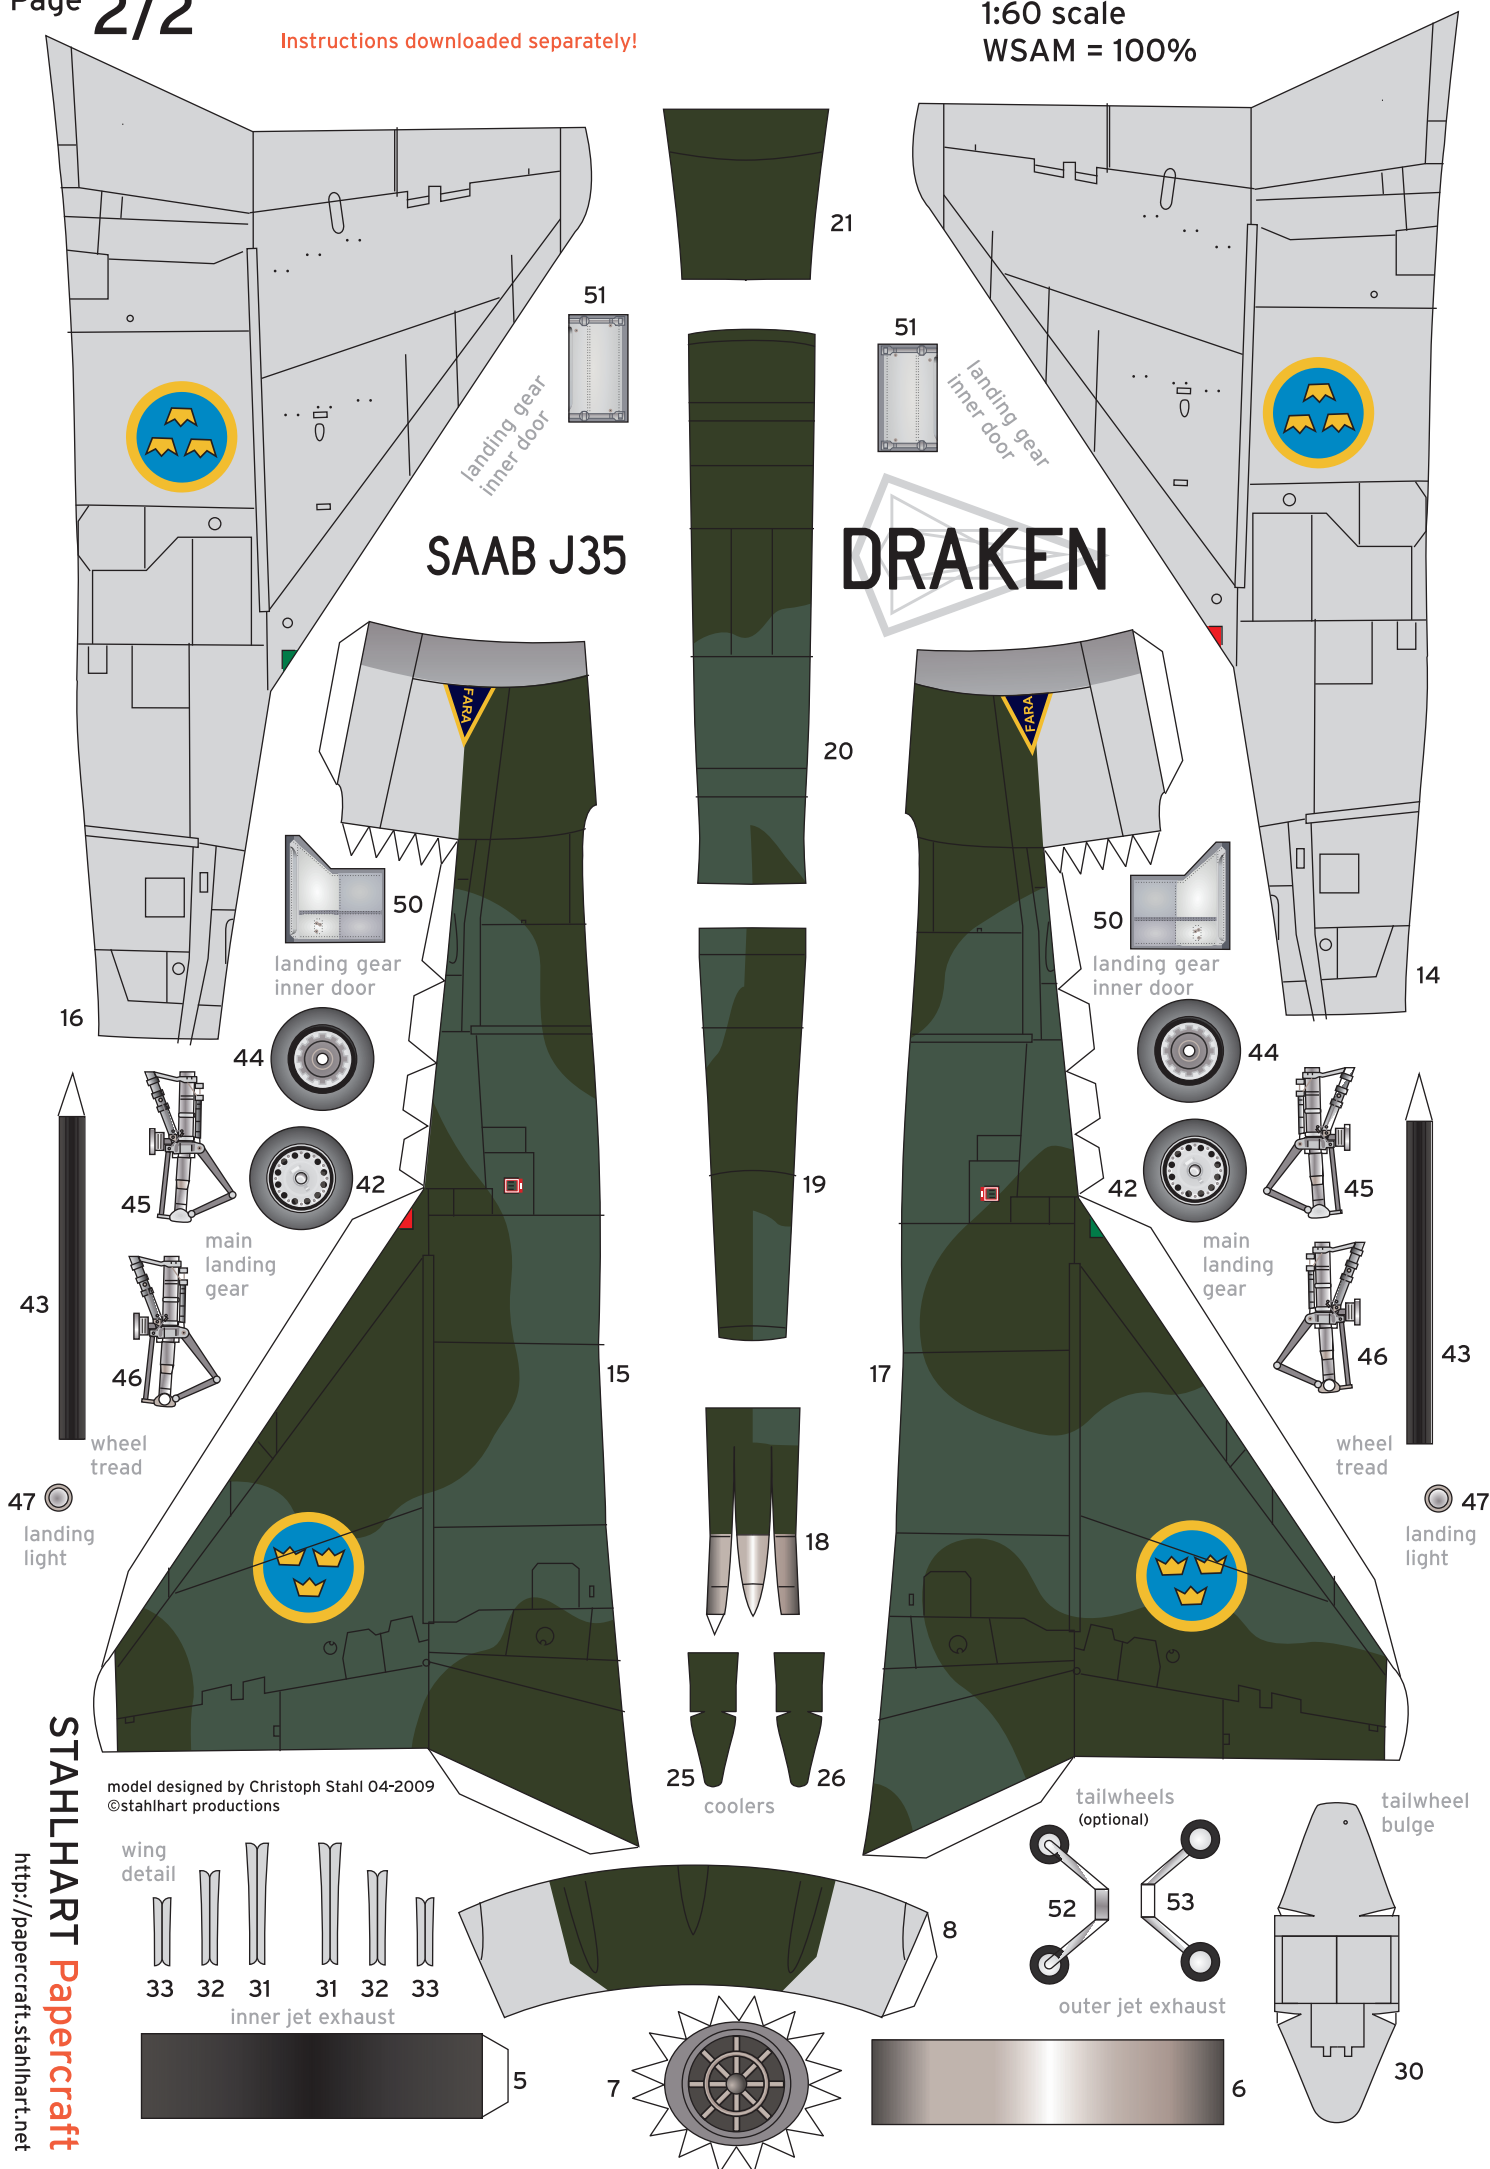 Page 2/2
Instructions downloaded separately!
1:60 scale
WSAM = 100%
21
51
landing gear
inner door
51
landing gear
inner door
SAAB J35
DRAKEN
FARA
FARA
20
50
landing gear
inner door
50
landing gear
inner door
16
14
44
44
45
42
42
45
19
main
landing
gear
main
landing
gear
43
46
15
17
46
43
wheel
tread
wheel
tread
47
landing
light
47
landing
light
18
25
26
coolers
model designed by Christoph Stahl 04-2009
©stahlhart productions
STAHLHART Papercraft
http://papercraft.stahlhart.net
wing
detail
33
32
31
31
32
33
8
tailwheels
(optional)
52
53
tailwheel
bulge
inner jet exhaust
5
7
outer jet exhaust
6
30